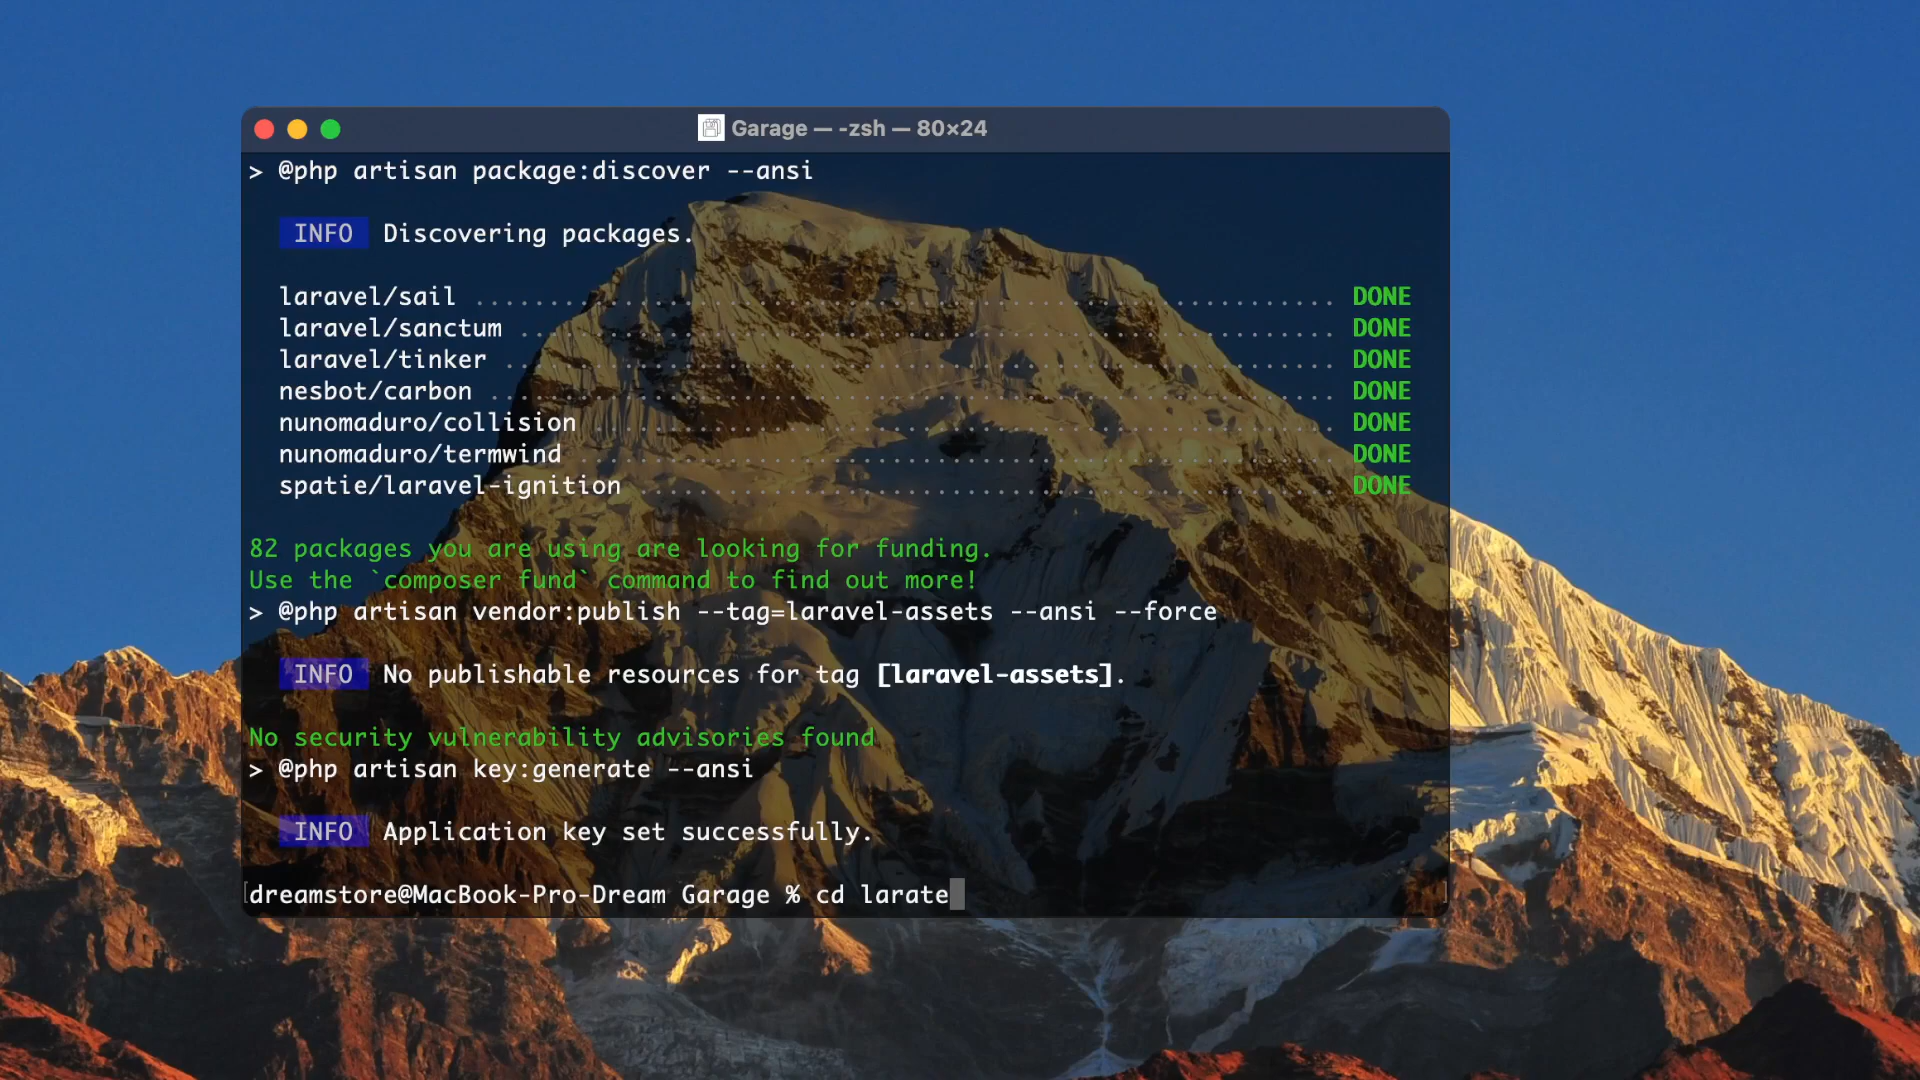 Garage — -zsh — 80×24
> @php artisan package:discover --ansi
INFO Discovering packages.
laravel/sail ........................................................ DONE
laravel/sanctum ..................................................... DONE
laravel/tinker ...................................................... DONE
nesbot/carbon ....................................................... DONE
nunomaduro/collision ................................................ DONE
nunomaduro/termwind ................................................. DONE
spatie/laravel-ignition ............................................. DONE
82 packages you are using are looking for funding.
Use the `composer fund` command to find out more!
> @php artisan vendor:publish --tag=laravel-assets --ansi --force
INFO No publishable resources for tag [laravel-assets].
No security vulnerability advisories found
> @php artisan key:generate --ansi
INFO Application key set successfully.
[dreamstore@MacBook-Pro-Dream Garage % cd larate ]